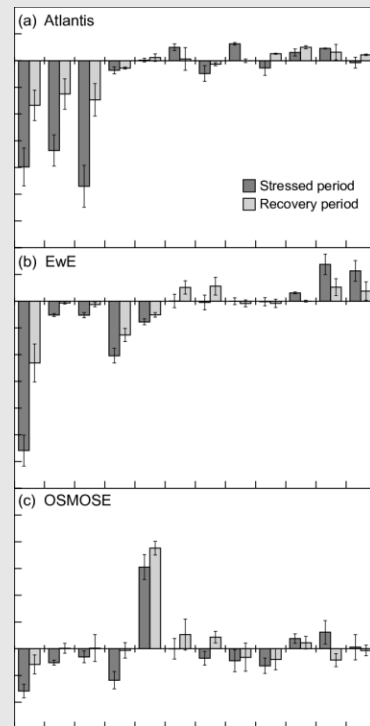 (a) Atlantis
Stressed period
Recovery period
(b) EwE
(c) OSMOSE